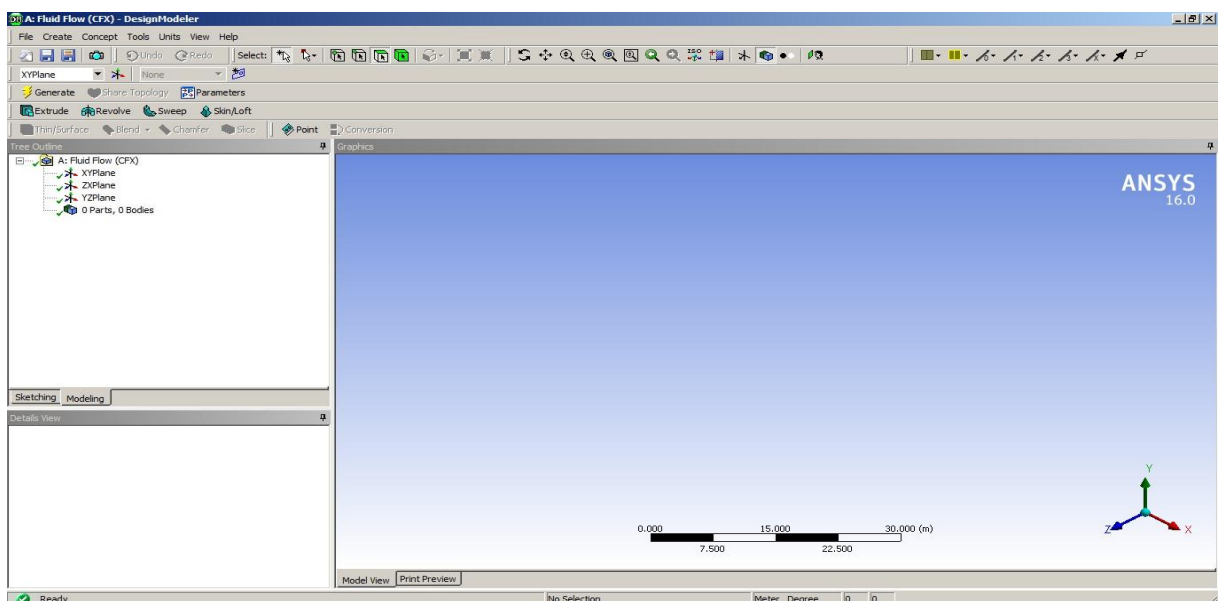 A: Fluid Flow (CFX) - DesignModeler
File Create Concept Tools Units View Help
Undo Redo Select: ISO
XYPlane None
Generate Share Topology Parameters
Extrude Revolve Sweep Skin/Loft
Thin/Surface Blend Chamfer Slice Point Conversion
Tree Outline Graphics
A: Fluid Flow (CFX)
XYPlane
ZXPlane
YZPlane
0 Parts, 0 Bodies
ANSYS
16.0
Sketching Modeling
Details View
Y
Z X
0.000 15.000 30.000 (m)
7.500 22.500
Model View Print Preview
Ready No Selection Meter Degree 0 0